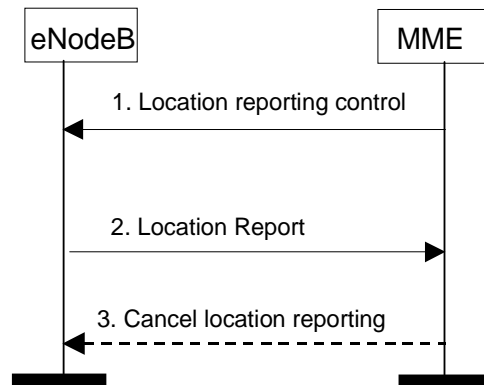 eNodeB
MME
1. Location reporting control
2. Location Report
3. Cancel location reporting